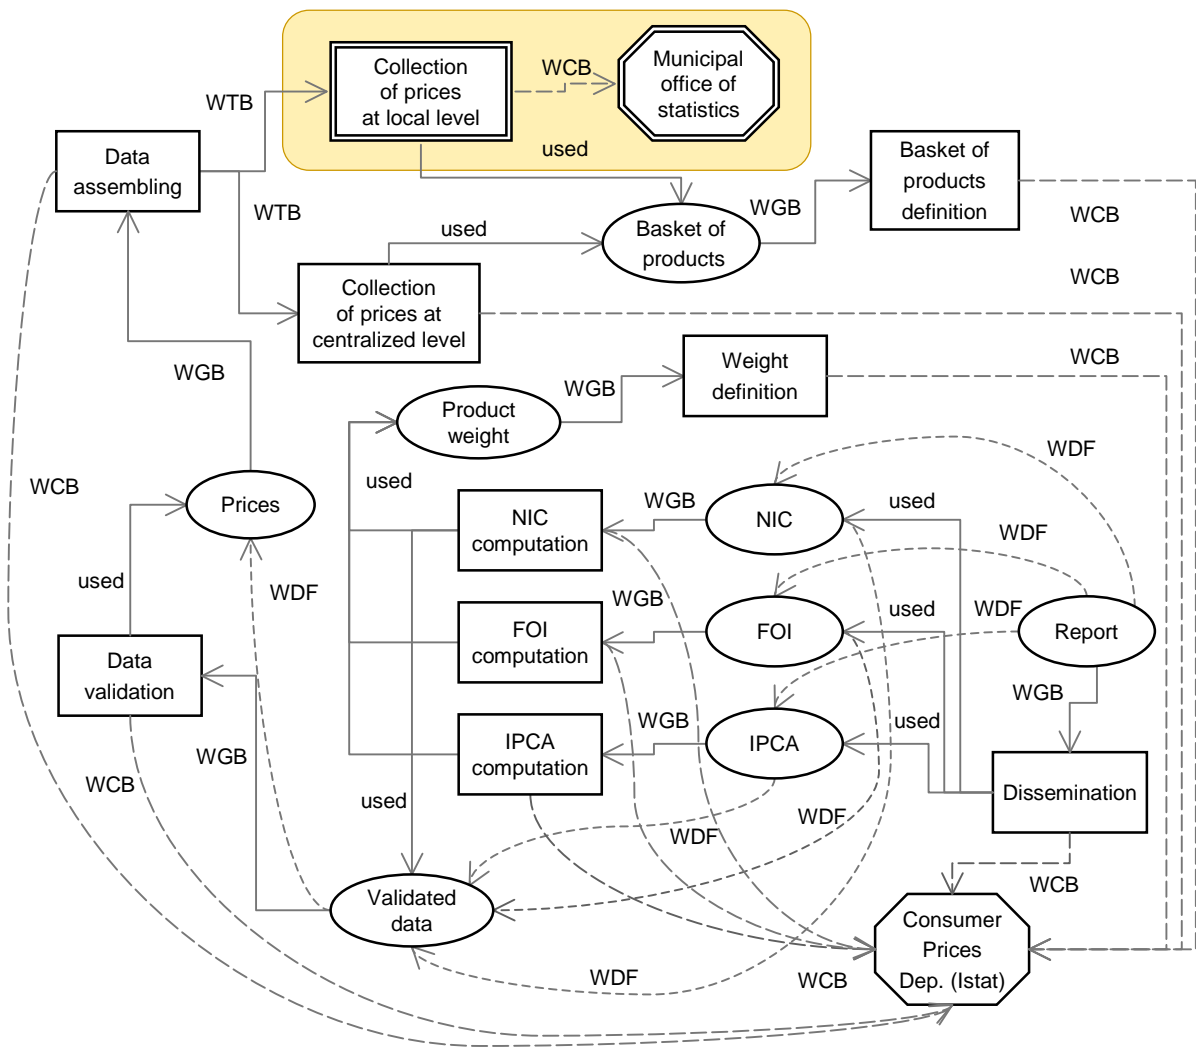 Collection
of prices
at local level
WCB
Municipal
office of
statistics
WTB
used
Data
assembling
Basket of
products
definition
WTB
WGB
WCB
used
Basket of
products
Collection
of prices at
centralized level
WCB
WGB
Weight
definition
WCB
WGB
Product
weight
WDF
used
WCB
Prices
NIC
computation
WGB
NIC
used
WDF
used
WDF
WGB
FOI
computation
FOI
used
WDF
Report
Data
validation
WGB
WGB
IPCA
computation
IPCA
used
WGB
WCB
used
WDF
WDF
Dissemination
WCB
Validated
data
WDF
WCB
Consumer
Prices
Dep. (Istat)